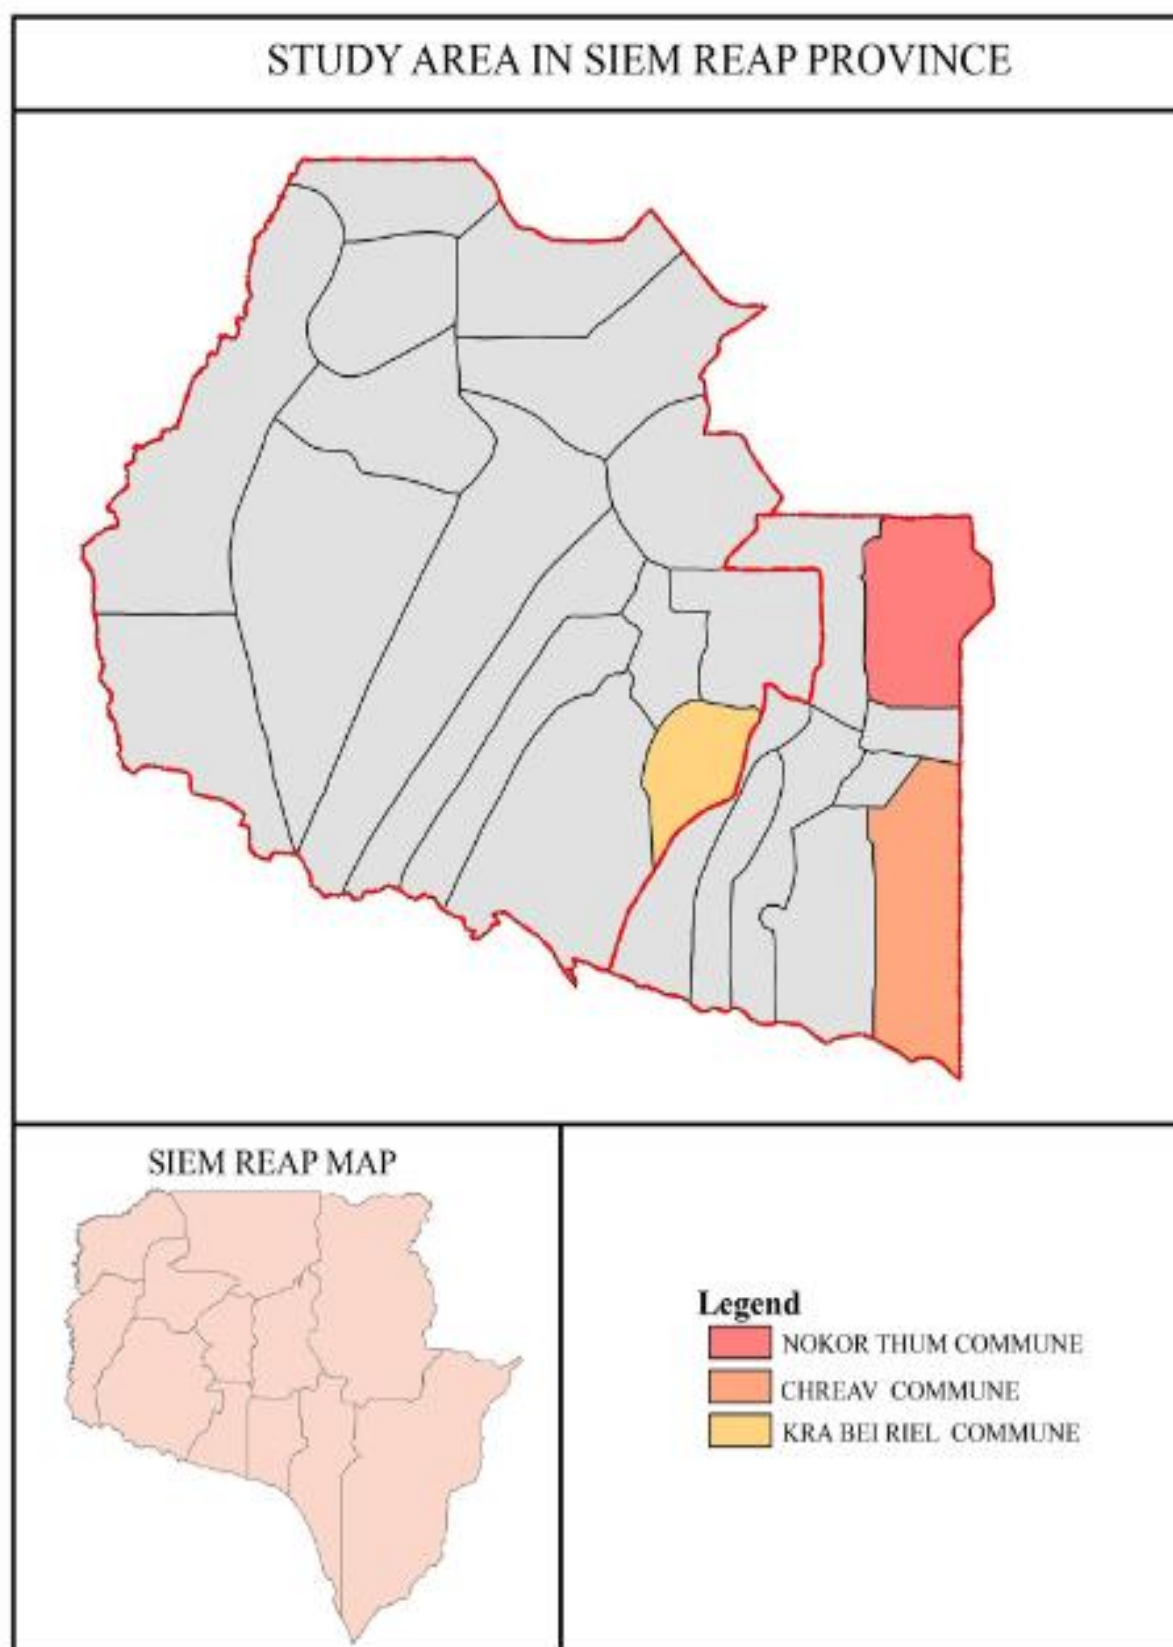 STUDY AREA IN SIEM REAP PROVINCE
SIEM REAP MAP
Legend
NOKOR THUM COMMUNE
CHREAV COMMUNE
KRA BEI RIEL COMMUNE